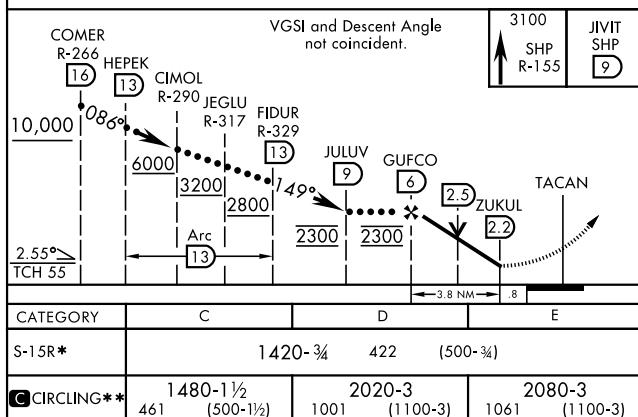 VGSI and Descent Angle
not coincident.
3100
SHP
R-155
JIVIT
SHP
9
COMER
R-266
16
HEPEK
13
CIMOL
R-290
JEGLU
R-317
FIDUR
R-329
13
JULUV
9
GUFCO
6
2.5
ZUKUL
2.2
TACAN
10,000
086°
6000
3200
2800
149°
2300
2300
Arc
13
2.55°
TCH 55
3.8 NM
.8
CATEGORY C D E
S-15R* 1420-¾ 422 (500-¾)
C CIRCLING** 1480-1½ 2020-3 2080-3
461 (500-1½) 1001 (1100-3) 1061 (1100-3)